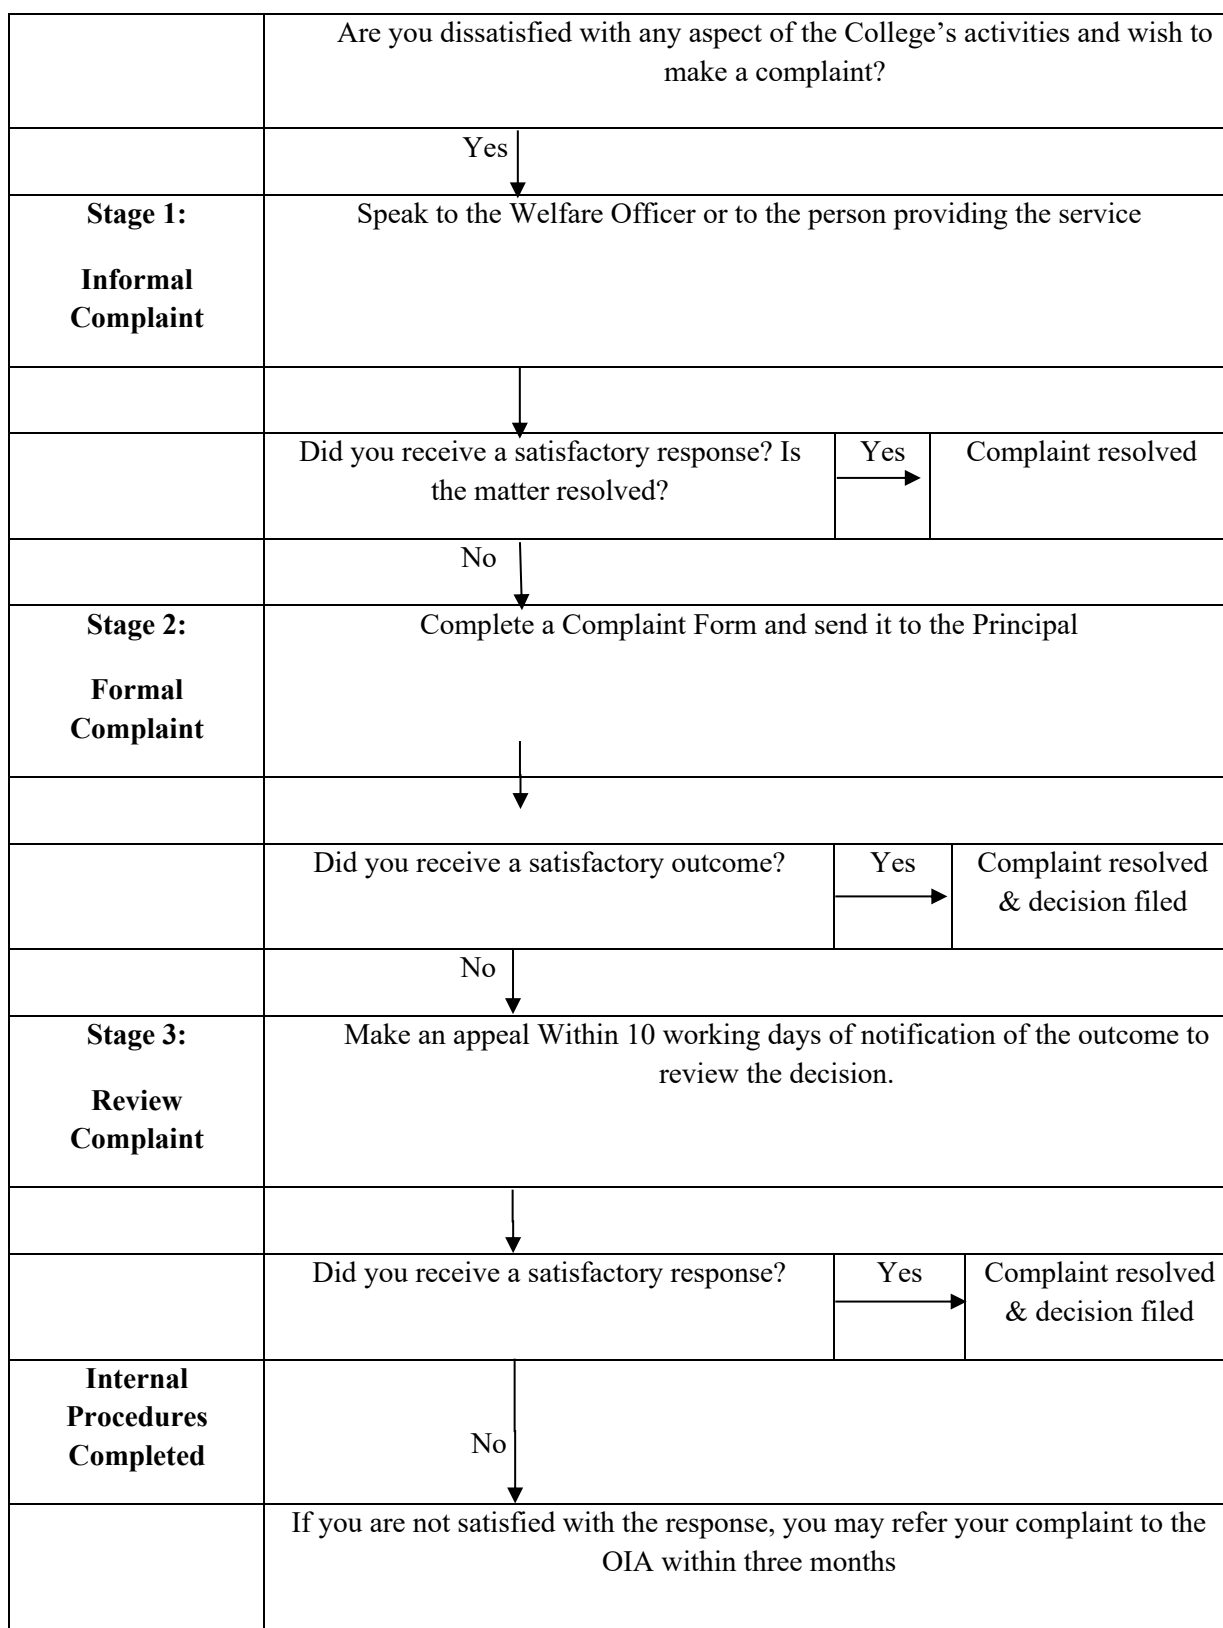 Are you dissatisfied with any aspect of the College’s activities and wish to
make a complaint?
Yes
Stage 1:
Informal
Complaint
Speak to the Welfare Officer or to the person providing the service
Did you receive a satisfactory response? Is
the matter resolved?
Yes
Complaint resolved
No
Stage 2:
Formal
Complaint
Complete a Complaint Form and send it to the Principal
Did you receive a satisfactory outcome?
Yes
Complaint resolved
& decision filed
No
Stage 3:
Review
Complaint
Make an appeal Within 10 working days of notification of the outcome to
review the decision.
Did you receive a satisfactory response?
Yes
Complaint resolved
& decision filed
Internal
Procedures
Completed
No
If you are not satisfied with the response, you may refer your complaint to the
OIA within three months